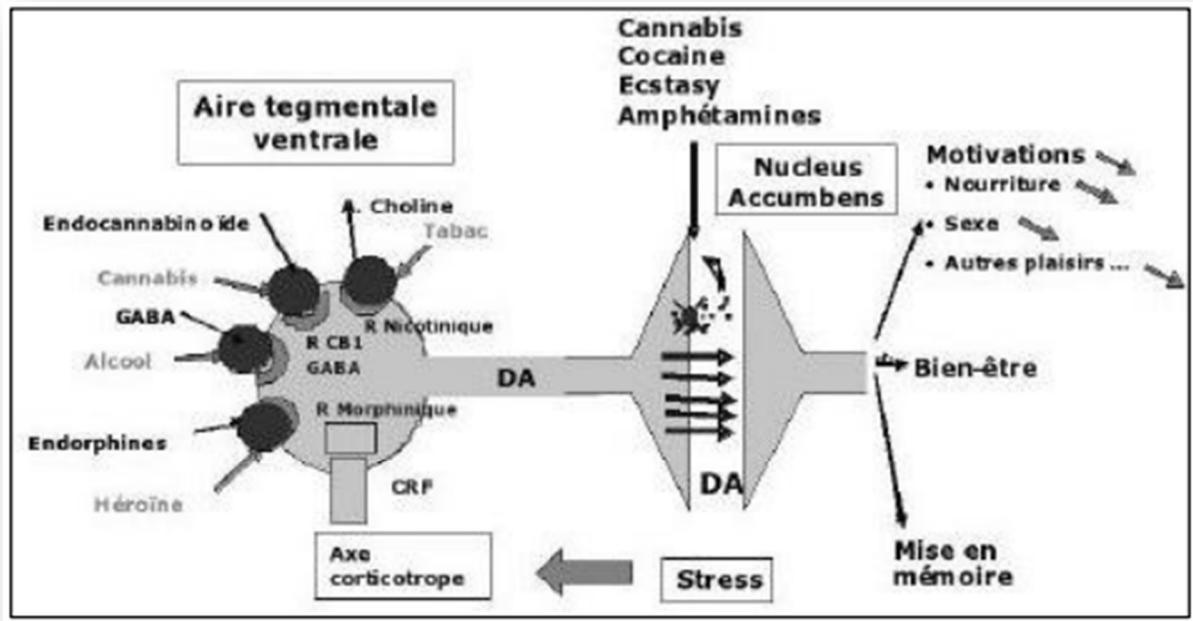 Cannabis
Cocaine
Ecstasy
Amphétamines
Aire tegmentale
ventrale
Nucleus
Accumbens
Motivations
• Nourriture
• Sexe
• Autres plaisirs ...
Endocannabinoïde
Choline
Tabac
Cannabis
GABA
R Nicotinique
R CB1
Alcool
GABA
DA
Bien-être
R Morphinique
Endorphines
CRF
DA
Héroïne
Axe
corticotrope
Stress
Mise en
mémoire